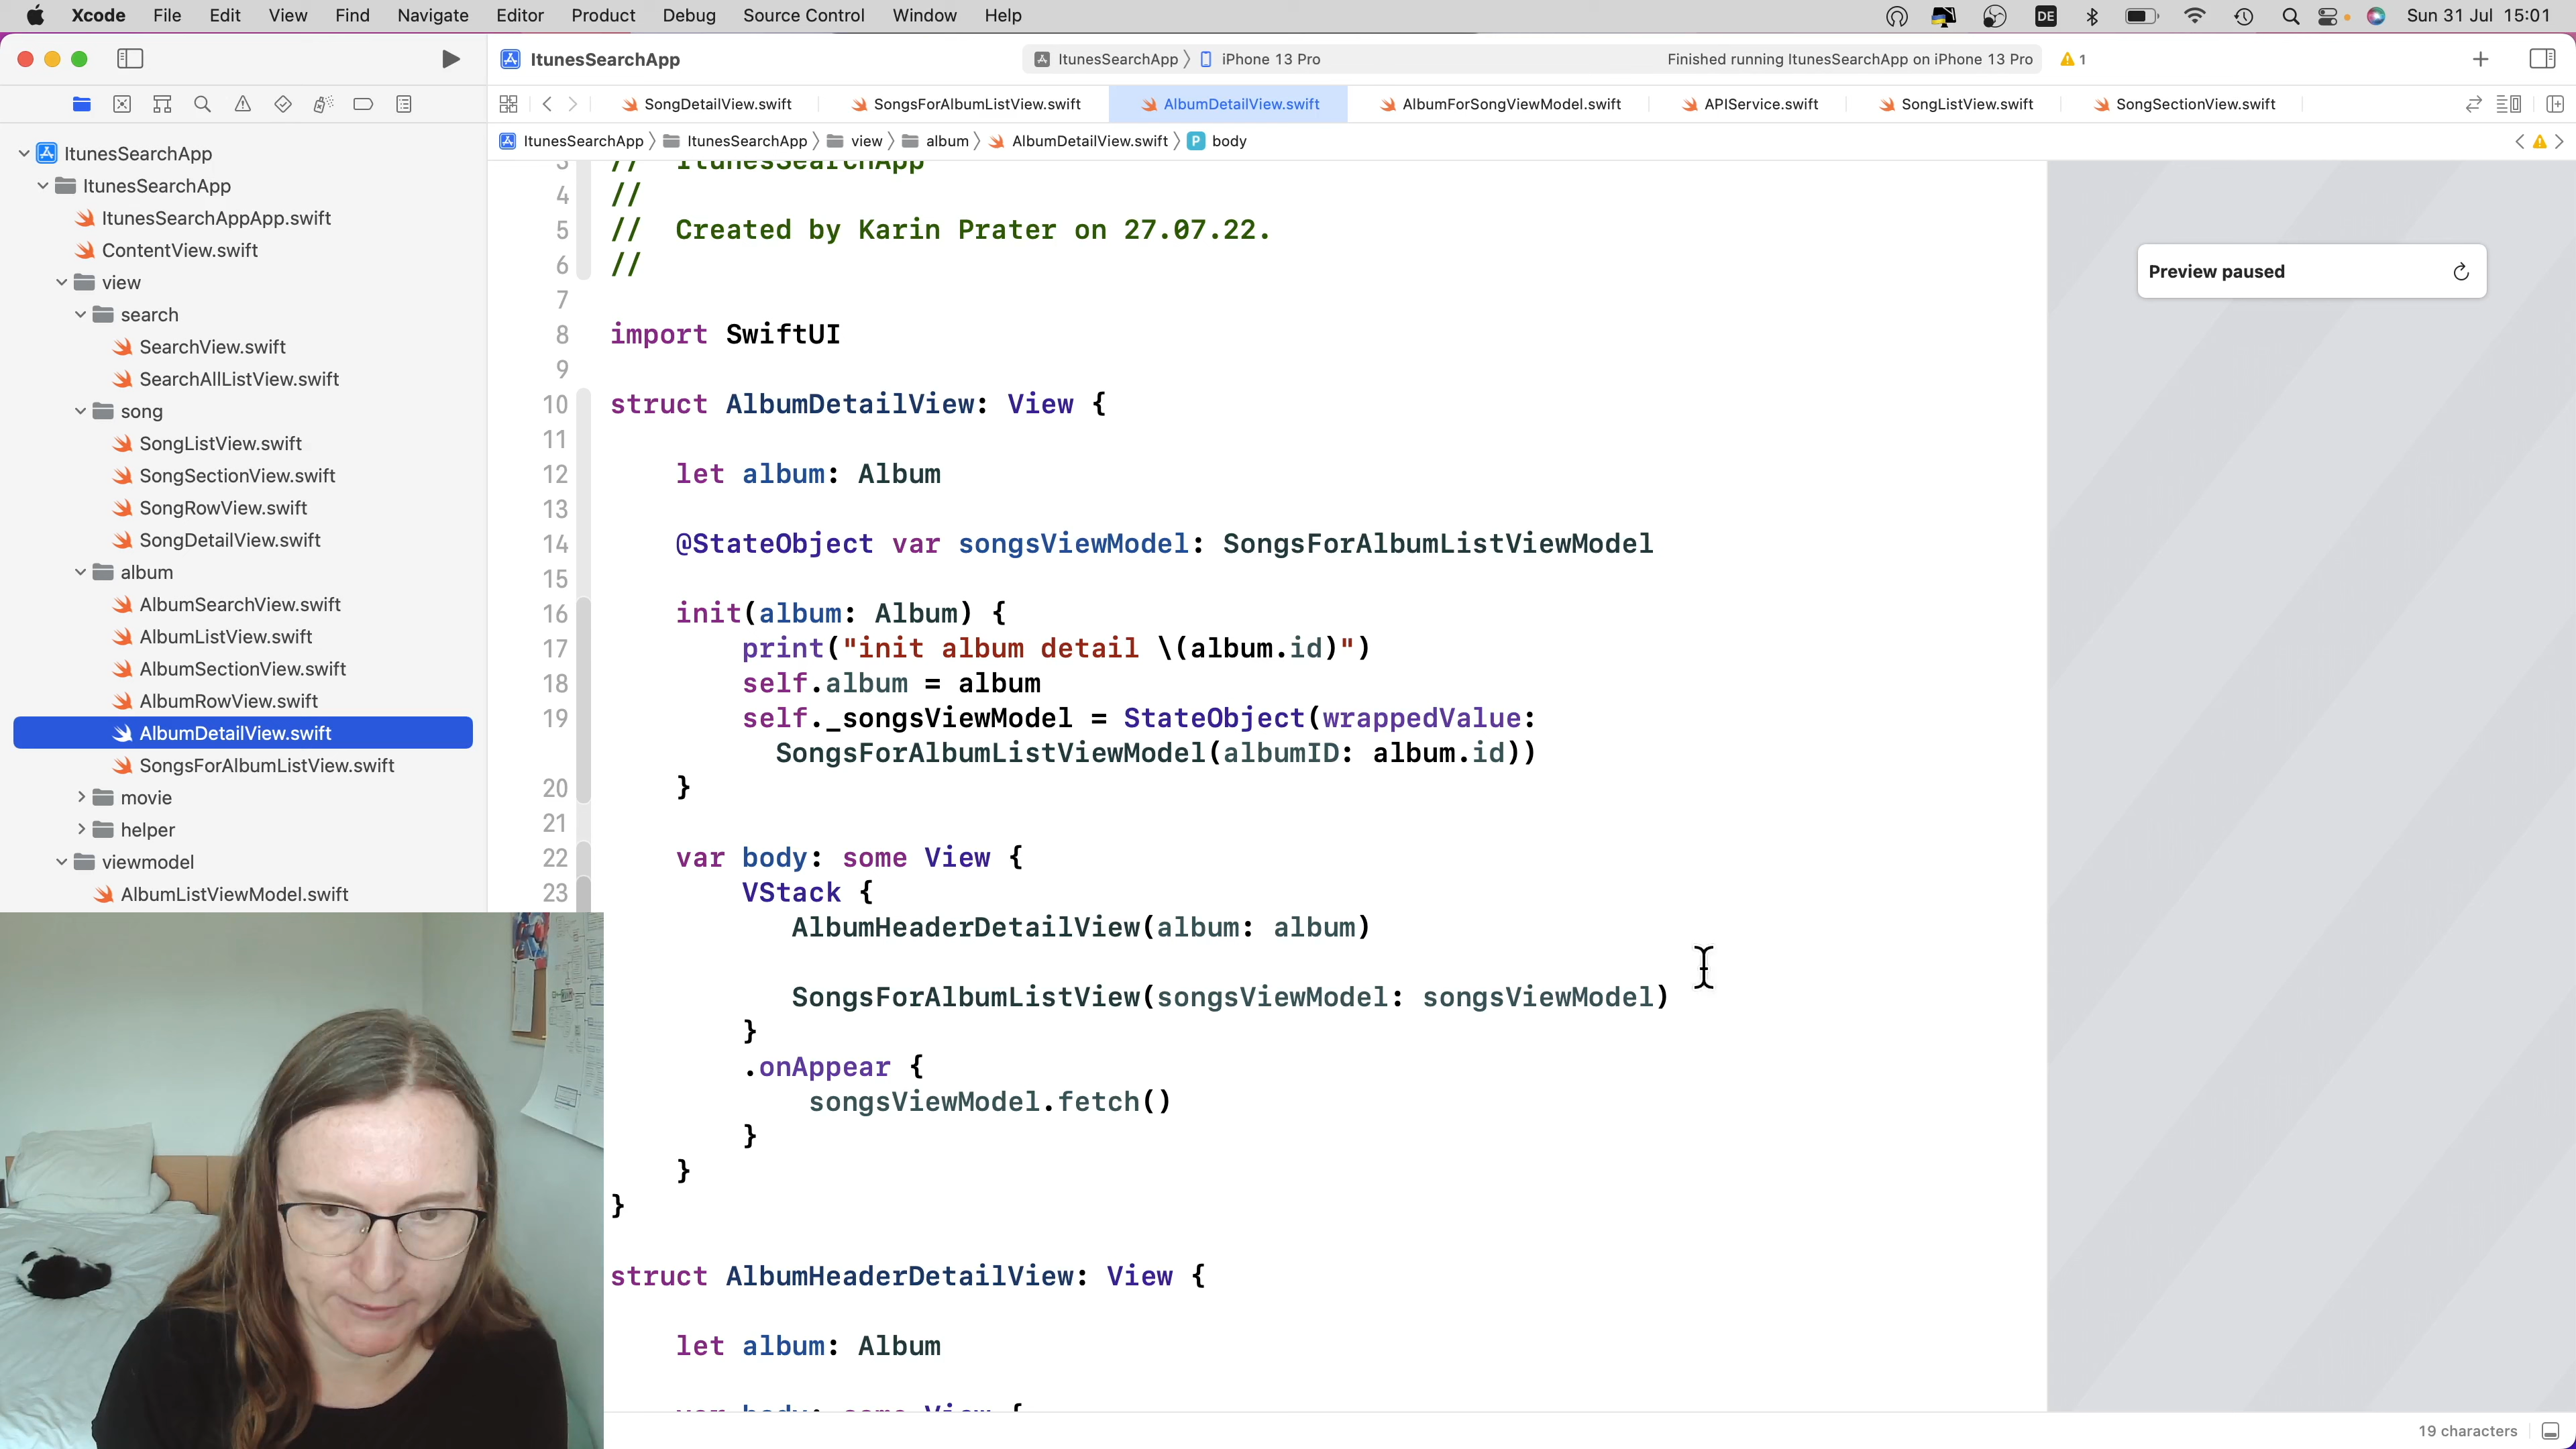 Xcode File Edit View Find Navigate Editor Product Debug Source Control Window Help DE Sun 31 Jul 15:01
ItunesSearchApp ItunesSearchApp iPhone 13 Pro Finished running ItunesSearchApp on iPhone 13 Pro 1
SongDetailView.swift SongsForAlbumListView.swift AlbumDetailView.swift AlbumForSongViewModel.swift APIService.swift SongListView.swift SongSectionView.swift
ItunesSearchApp ItunesSearchApp view album AlbumDetailView.swift P body
ItunesSearchApp
ItunesSearchApp
ItunesSearchAppApp.swift
ContentView.swift
view
search
SearchView.swift
SearchAllListView.swift
song
SongListView.swift
SongSectionView.swift
SongRowView.swift
SongDetailView.swift
album
AlbumSearchView.swift
AlbumListView.swift
AlbumSectionView.swift
AlbumRowView.swift
AlbumDetailView.swift
SongsForAlbumListView.swift
movie
helper
viewmodel
AlbumListViewModel.swift
3 // ItunesSearchApp
4 //
5 // Created by Karin Prater on 27.07.22.
6 //
7
8 import SwiftUI
9
10 struct AlbumDetailView: View {
11
12 let album: Album
13
14 @StateObject var songsViewModel: SongsForAlbumListViewModel
15
16 init(album: Album) {
17 print("init album detail \(album.id)")
18 self.album = album
19 self._songsViewModel = StateObject(wrappedValue:
SongsForAlbumListViewModel(albumID: album.id))
20 }
21
22 var body: some View {
23 VStack {
AlbumHeaderDetailView(album: album)
SongsForAlbumListView(songsViewModel: songsViewModel)
}
.onAppear {
songsViewModel.fetch()
}
}
}
struct AlbumHeaderDetailView: View {
let album: Album
var body: some View {
Preview paused
19 characters